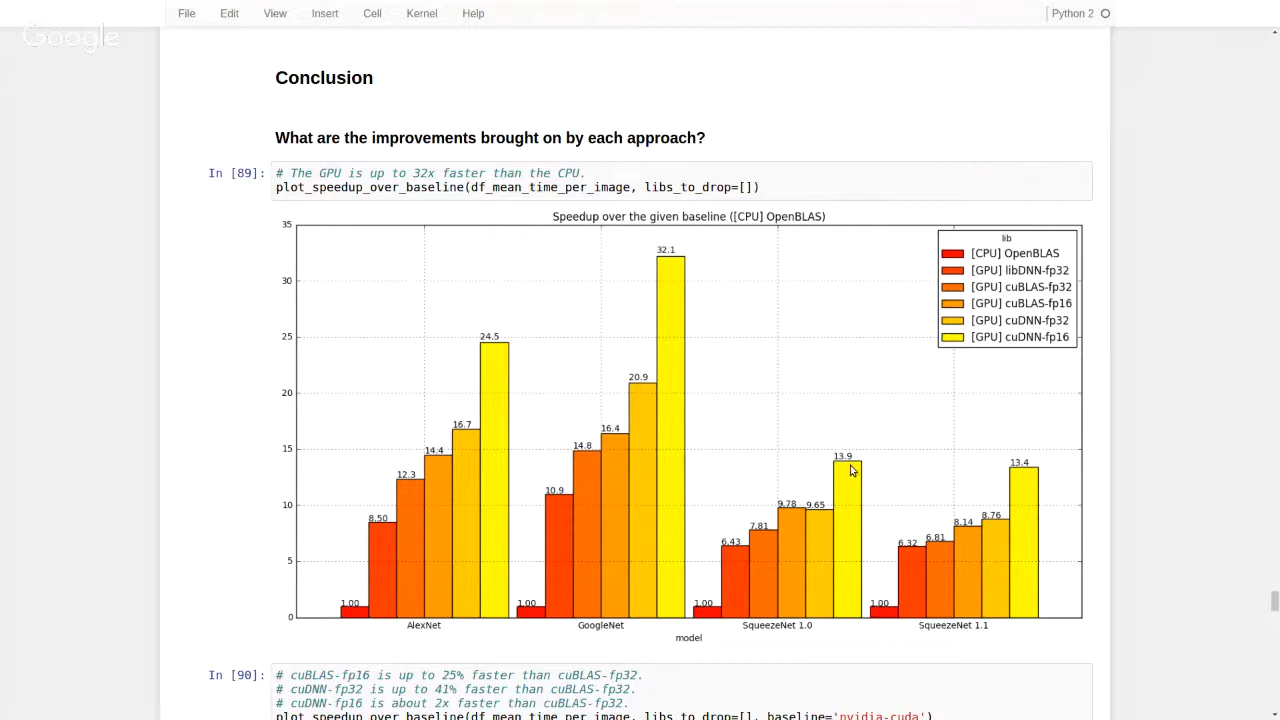 File Edit View Insert Cell Kernel Help Python 2
Google
Conclusion
What are the improvements brought on by each approach?
In [89]:
# The GPU is up to 32x faster than the CPU.
plot_speedup_over_baseline(df_mean_time_per_image, libs_to_drop=[])
Speedup over the given baseline ([CPU] OpenBLAS)
35
30
25
20
15
10
5
0
lib
[CPU] OpenBLAS
[GPU] libDNN-fp32
[GPU] cuBLAS-fp32
[GPU] cuBLAS-fp16
[GPU] cuDNN-fp32
[GPU] cuDNN-fp16
1.00 8.50 12.3 14.4 16.7 24.5
1.00 10.9 14.8 16.4 20.9 32.1
1.00 6.43 7.81 9.78 9.65 13.9
1.00 6.32 6.81 8.14 8.76 13.4
AlexNet GoogleNet SqueezeNet 1.0 SqueezeNet 1.1
model
In [90]:
# cuBLAS-fp16 is up to 25% faster than cuBLAS-fp32.
# cuDNN-fp32 is up to 41% faster than cuBLAS-fp32.
# cuDNN-fp16 is about 2x faster than cuBLAS-fp32.
plot_speedup_over_baseline(df_mean_time_per_image, libs_to_drop=[], baseline='nvidia-cuda')